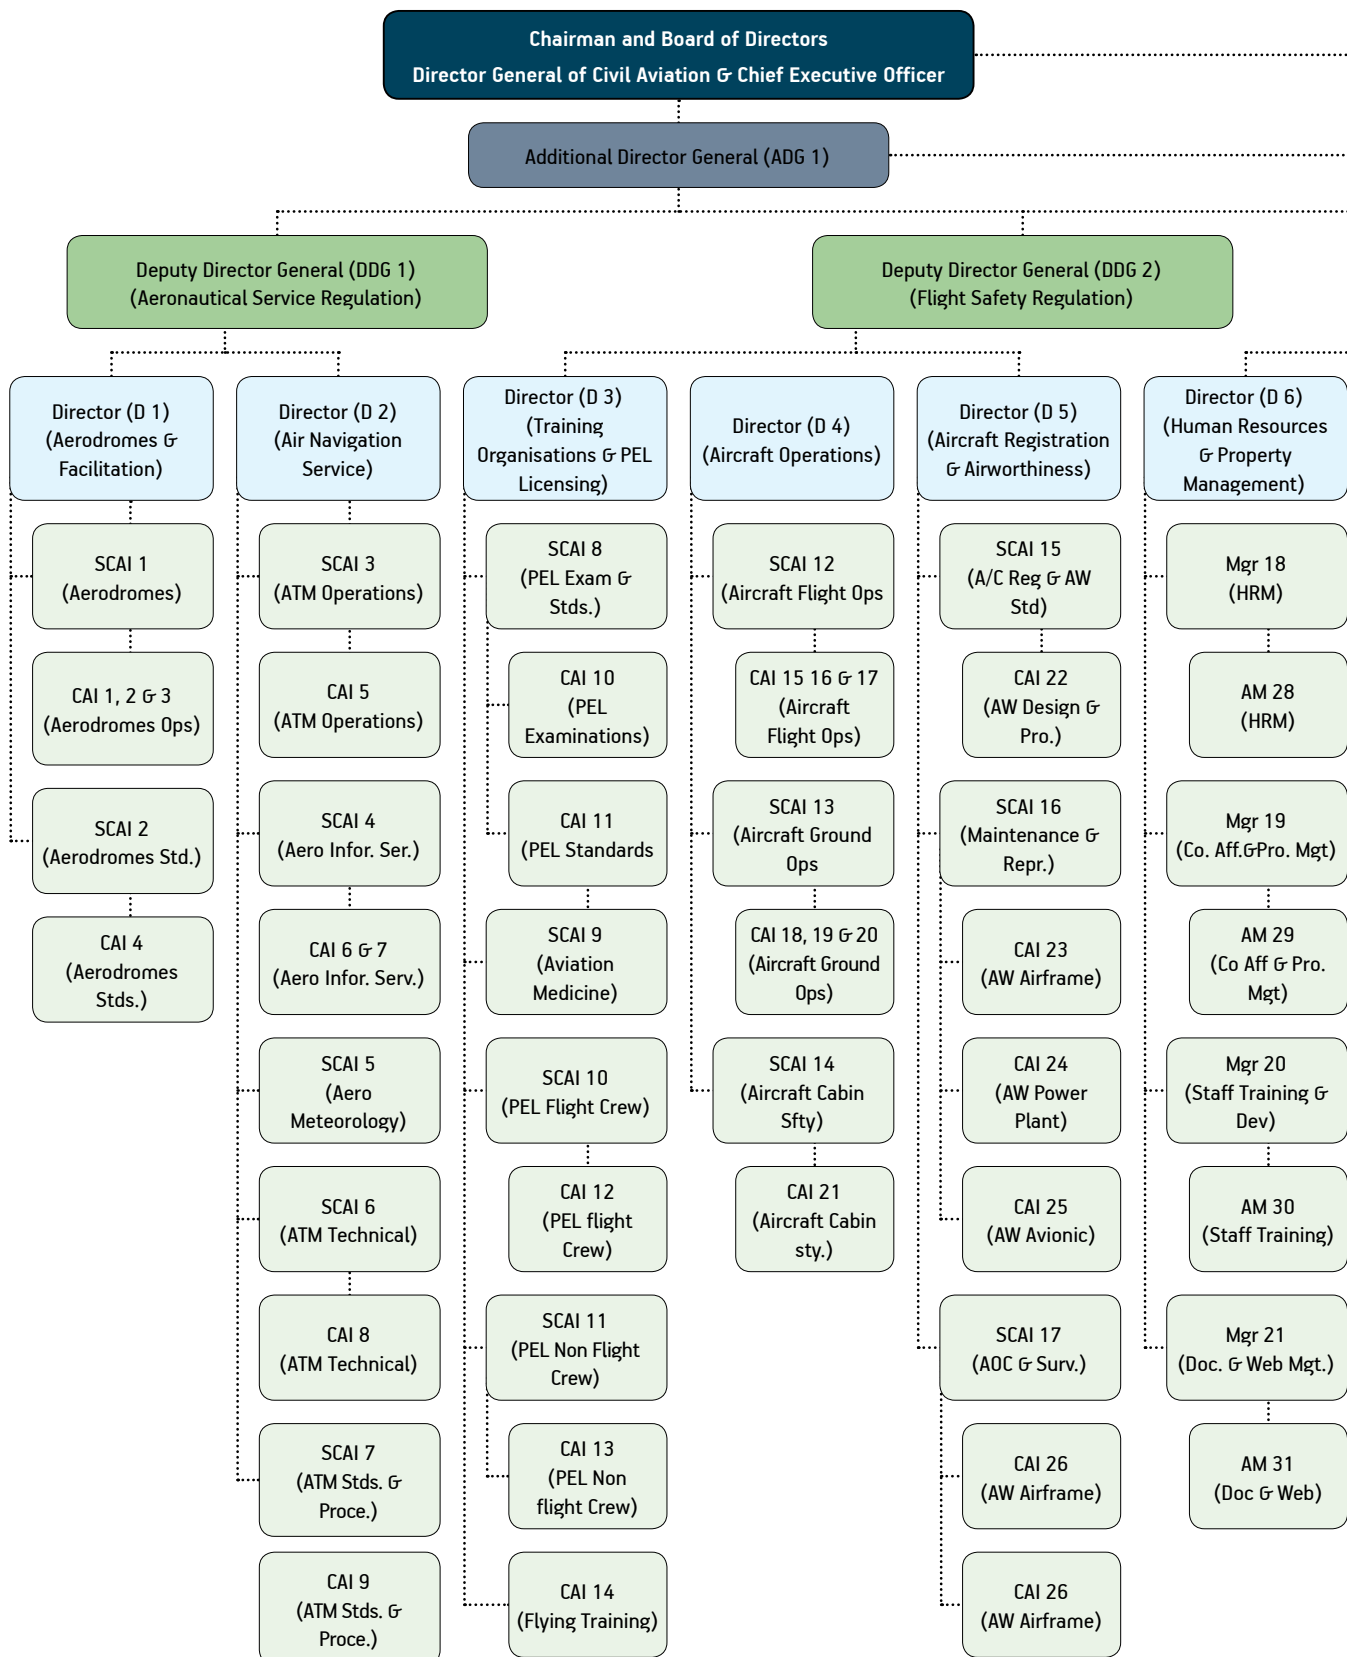 Chairman and Board of Directors
Director General of Civil Aviation & Chief Executive Officer
Additional Director General (ADG 1)
Deputy Director General (DDG 1)
(Aeronautical Service Regulation)
Deputy Director General (DDG 2)
(Flight Safety Regulation)
Director (D 1)
(Aerodromes &
Facilitation)
SCAI 1
(Aerodromes)
CAI 1, 2 & 3
(Aerodromes Ops)
SCAI 2
(Aerodromes Std.)
CAI 4
(Aerodromes
Stds.)
Director (D 2)
(Air Navigation
Service)
SCAI 3
(ATM Operations)
CAI 5
(ATM Operations)
SCAI 4
(Aero Infor. Ser.)
CAI 6 & 7
(Aero Infor. Serv.)
SCAI 5
(Aero
Meteorology)
SCAI 6
(ATM Technical)
CAI 8
(ATM Technical)
SCAI 7
(ATM Stds. &
Proce.)
CAI 9
(ATM Stds. &
Proce.)
Director (D 3)
(Training
Organisations & PEL
Licensing)
SCAI 8
(PEL Exam &
Stds.)
CAI 10
(PEL
Examinations)
CAI 11
(PEL Standards
SCAI 9
(Aviation
Medicine)
SCAI 10
(PEL Flight Crew)
CAI 12
(PEL flight
Crew)
SCAI 11
(PEL Non Flight
Crew)
CAI 13
(PEL Non
flight Crew)
CAI 14
(Flying Training)
Director (D 4)
(Aircraft Operations)
SCAI 12
(Aircraft Flight Ops
CAI 15 16 & 17
(Aircraft
Flight Ops)
SCAI 13
(Aircraft Ground
Ops
CAI 18, 19 & 20
(Aircraft Ground
Ops)
SCAI 14
(Aircraft Cabin
Sfty)
CAI 21
(Aircraft Cabin
sty.)
Director (D 5)
(Aircraft Registration
& Airworthiness)
SCAI 15
(A/C Reg & AW
Std)
CAI 22
(AW Design &
Pro.)
SCAI 16
(Maintenance &
Repr.)
CAI 23
(AW Airframe)
CAI 24
(AW Power
Plant)
CAI 25
(AW Avionic)
SCAI 17
(AOC & Surv.)
CAI 26
(AW Airframe)
CAI 26
(AW Airframe)
Director (D 6)
(Human Resources
& Property
Management)
Mgr 18
(HRM)
AM 28
(HRM)
Mgr 19
(Co. Aff.&Pro. Mgt)
AM 29
(Co Aff & Pro.
Mgt)
Mgr 20
(Staff Training &
Dev)
AM 30
(Staff Training)
Mgr 21
(Doc. & Web Mgt.)
AM 31
(Doc & Web)